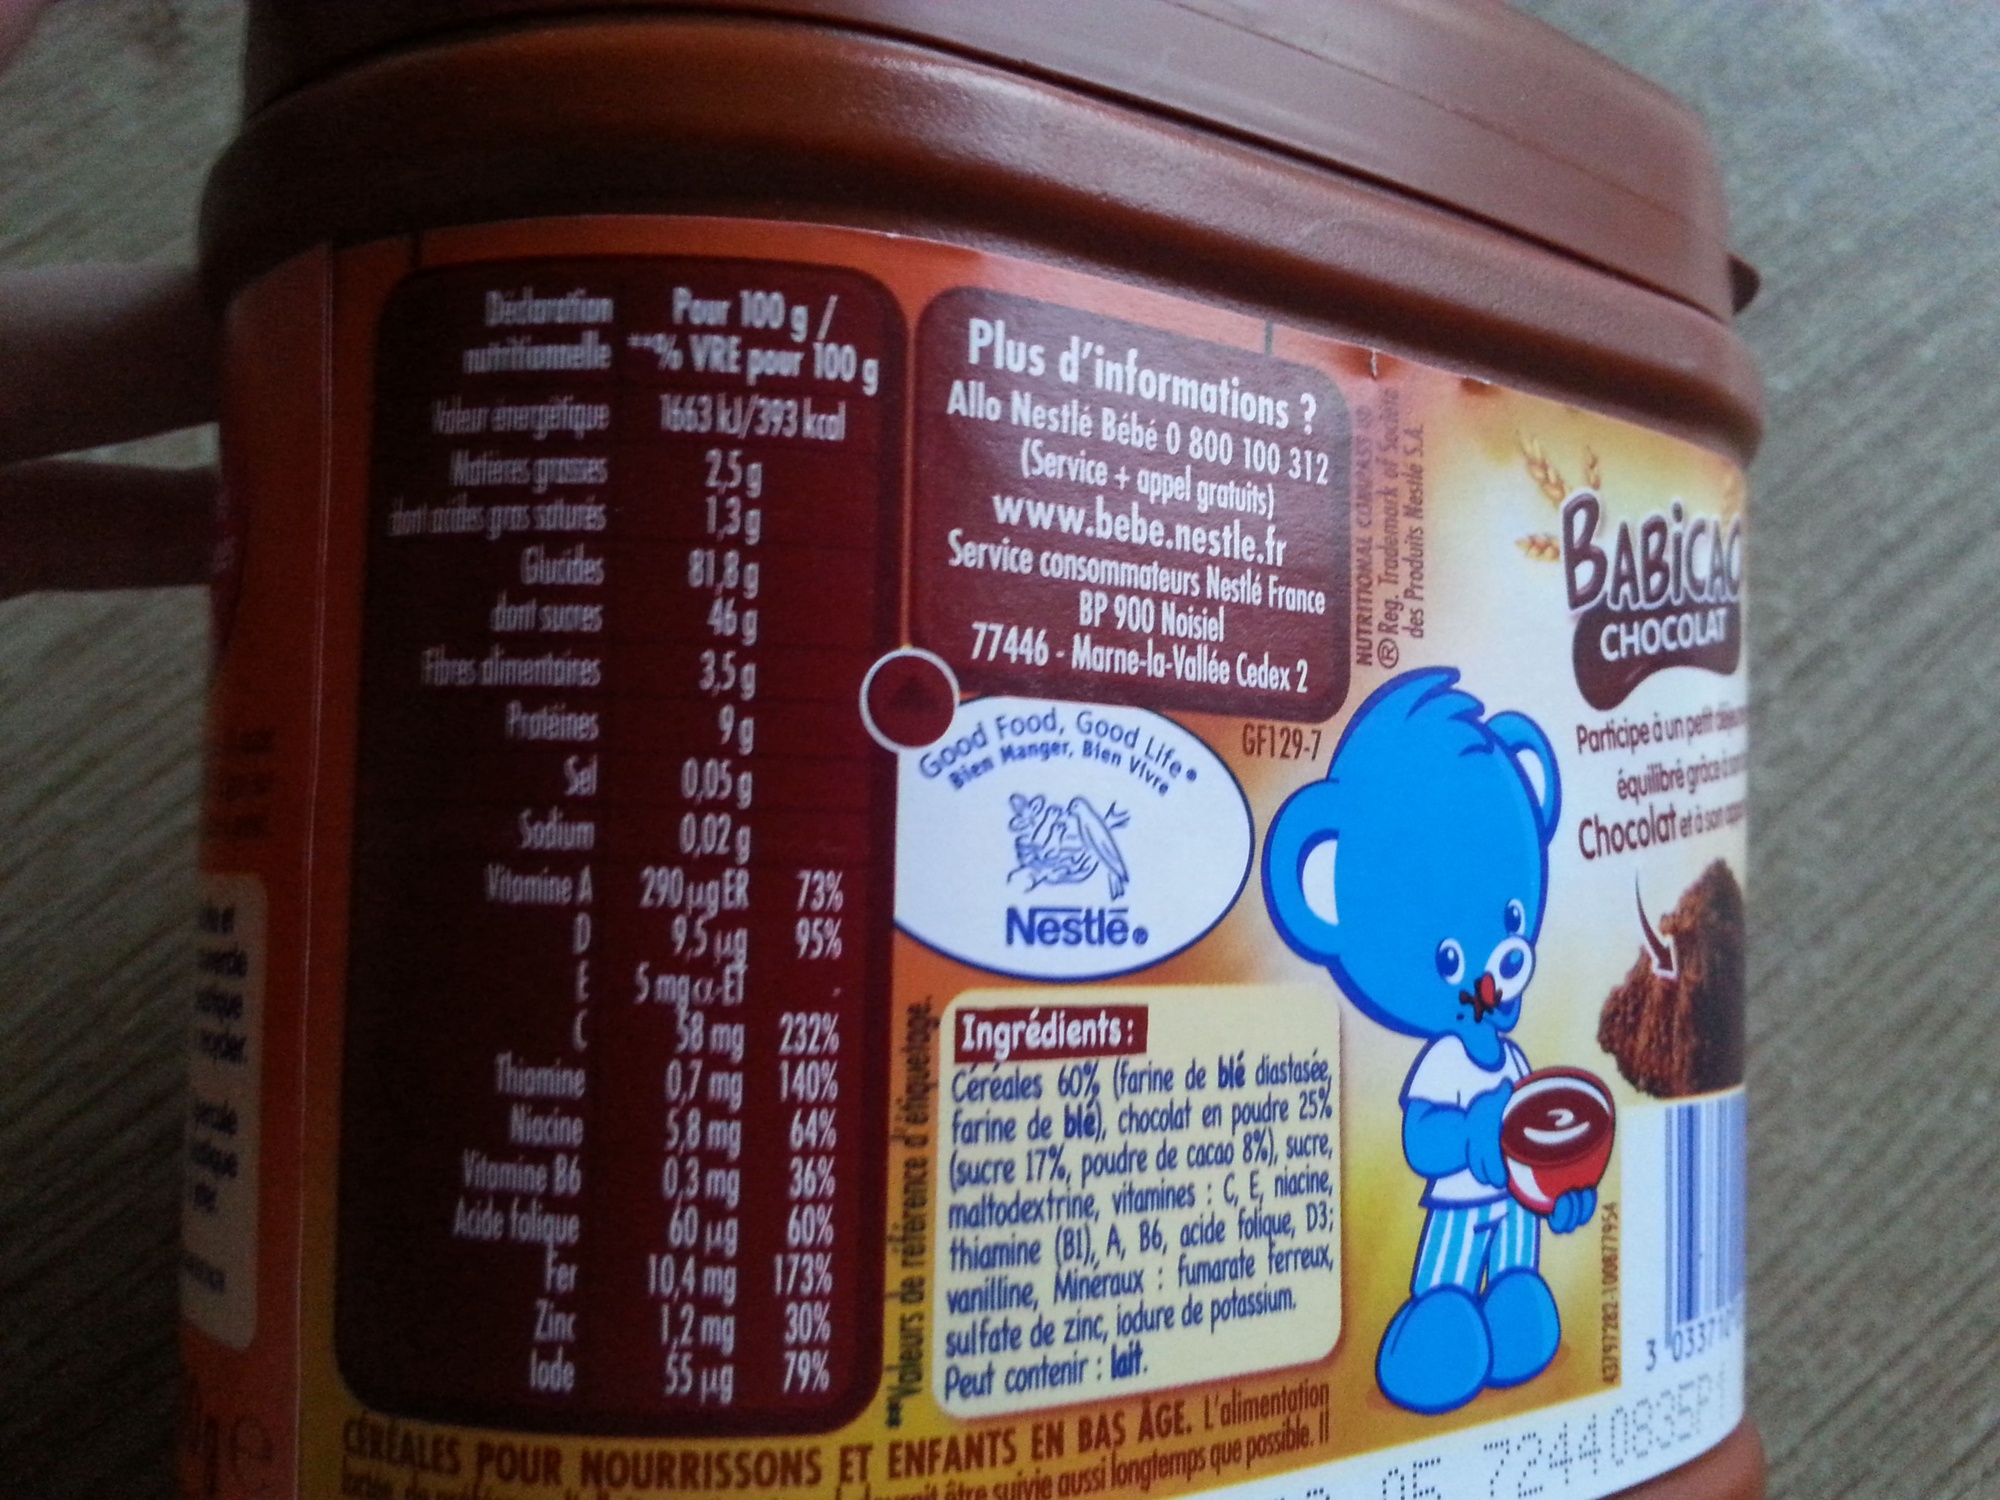 Déclaration nutritionnelle Pour 100 g / **% VRE pour 100 g
Valeur énergétique 1663 kJ/393 kcal
Matières grasses 2,5 g
dont acides gras saturés 1,3 g
Glucides 81,8 g
dont sucres 46 g
Fibres alimentaires 3,5 g
Protéines 9 g
Sel 0,05 g
Sodium 0,02 g
Vitamine A 290 µg ER 73%
D 9,5 µg 95%
E 5 mg α-ET -
C 58 mg 232%
Thiamine 0,7 mg 140%
Niacine 5,8 mg 64%
Vitamine B6 0,3 mg 36%
Acide folique 60 µg 60%
Fer 10,4 mg 173%
Zinc 1,2 mg 30%
Iode 55 µg 79%
**Valeurs de référence d'étiquetage.
Plus d'informations ?
Allo Nestlé Bébé 0 800 100 312
(Service + appel gratuits)
www.bebe.nestle.fr
Service consommateurs Nestlé France
BP 900 Noisiel
77446 - Marne-la-Vallée Cedex 2
GF129-7
NUTRITIONAL COMPASS ®
® Reg. Trademark of Société
des Produits Nestlé S.A.
Good Food, Good Life
Bien Manger, Bien Vivre
Nestlé
Ingrédients :
Céréales 60% (farine de blé diastasée,
farine de blé), chocolat en poudre 25%
(sucre 17%, poudre de cacao 8%), sucre,
maltodextrine, vitamines : C, E, niacine,
thiamine (B1), A, B6, acide folique, D3;
vanilline, Minéraux : fumarate ferreux,
sulfate de zinc, iodure de potassium.
Peut contenir : lait.
CÉRÉALES POUR NOURRISSONS ET ENFANTS EN BAS ÂGE. L'alimentation
être suivie aussi longtemps que possible. Il
BABICAO
CHOCOLAT
Participe à un petit
équilibré grâce à
Chocolat et à son
43797282-100877954
3 0337
05 72440835P